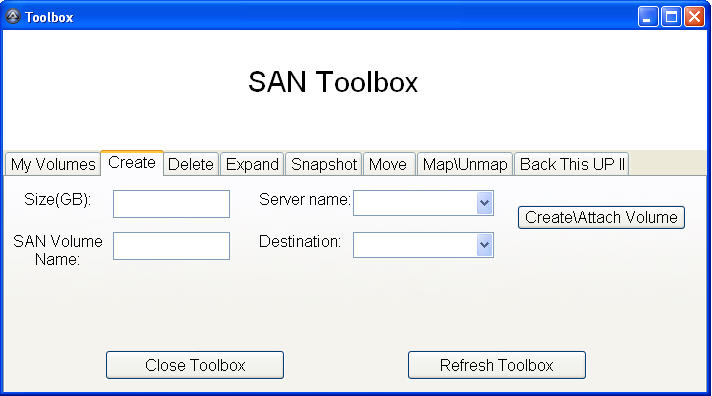 Toolbox
SAN Toolbox
My Volumes Create Delete Expand Snapshot Move Map\Unmap Back This UP II
Size(GB): Server name:
Create\Attach Volume
SAN Volume Name: Destination:
Close Toolbox Refresh Toolbox